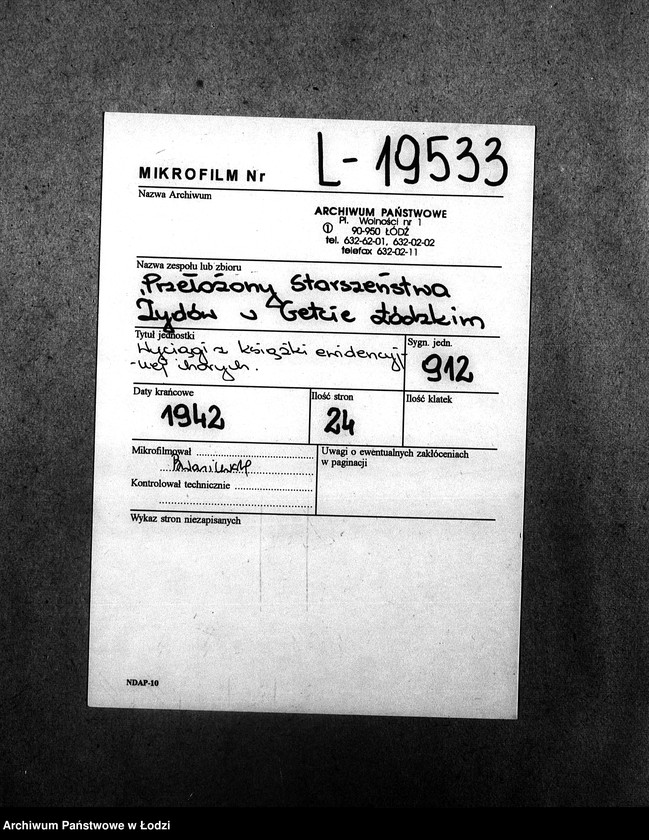 MIKROFILM Nr L-19533
Nazwa Archiwum
ARCHIWUM PAŃSTWOWE
Pl. Wolności nr 1
① 90-950 ŁÓDŹ
tel. 632-62-01, 632-02-02
telefax 632-02-11
Nazwa zespołu lub zbioru
Przełożony Starszeństwa
Żydów w Getcie Łódzkim
Tytuł jednostki
Wyciągi z książki ewidencyj-
-nej chorych.
Sygn. jedn.
912
Daty krańcowe
1942
Ilość stron
24
Ilość klatek
Mikrofilmował
Kontrolował technicznie
Uwagi o ewentualnych zakłóceniach
w paginacji
Wykaz stron niezapisanych
NDAP-10
Archiwum Państwowe w Łodzi